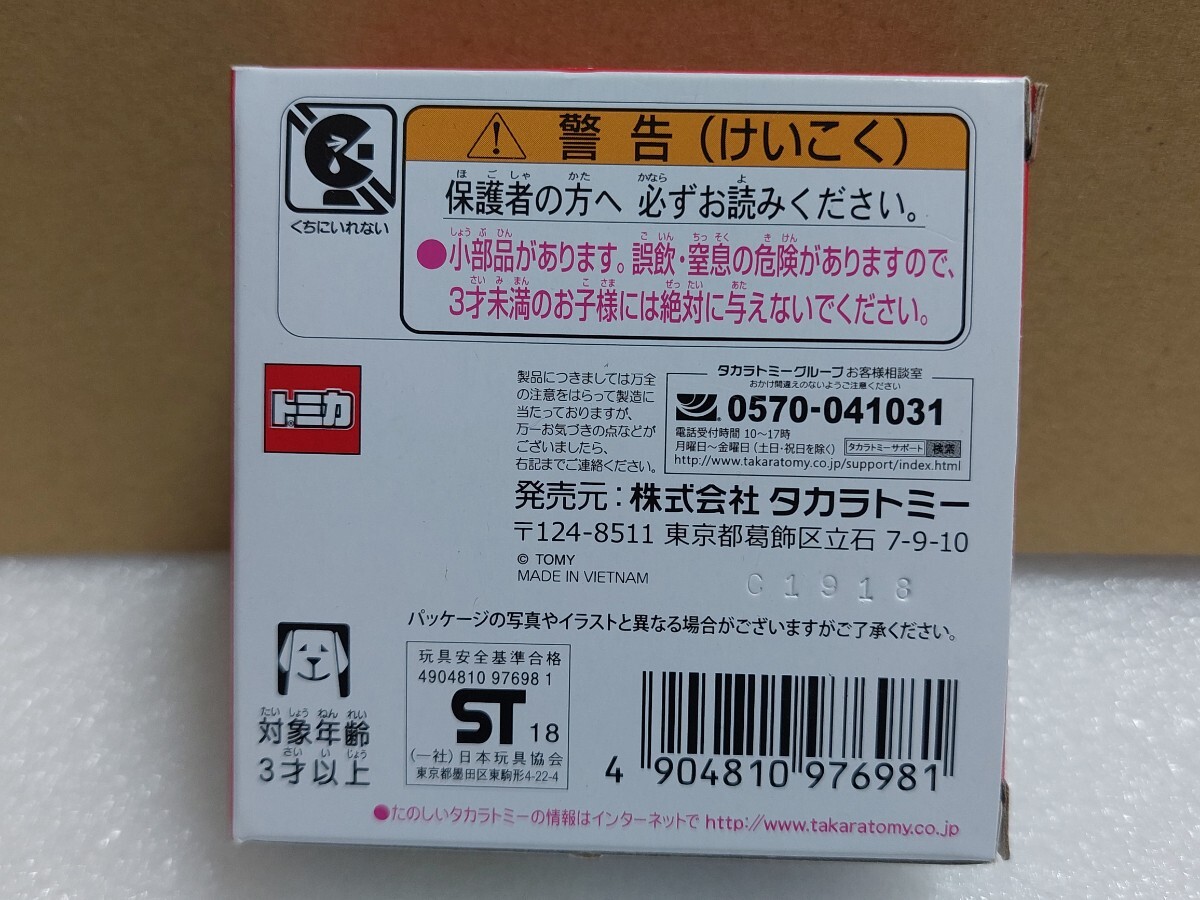 くちにいれない
警告(けいこく)
保護者の方へ 必ずお読みください。
ほごしゃ かた かなら よ
●小部品があります。誤飲・窒息の危険がありますので、
しょうぶひん ごいん ちっそく きけん
3才未満のお子様には絶対に与えないでください。
さいみまん こさま ぜったい あた
トミカ
製品につきましては万全
の注意をはらって製造に
当たっておりますが、
万一お気づきの点などが
ございましたら、
右記までご連絡ください。
タカラトミーグループ お客様相談室
おかけ間違えのないようご注意ください
0570-041031
電話受付時間 10〜17時
月曜日〜金曜日(土日・祝日を除く) タカラトミーサポート 検索
http://www.takaratomy.co.jp/support/index.html
発売元:株式会社 タカラトミー
〒124-8511 東京都葛飾区立石 7-9-10
© TOMY
MADE IN VIETNAM
C1918
パッケージの写真やイラストと異なる場合がございますがご了承ください。
たいしょうねんれい
対象年齢
さいいじょう
3才以上
玩具安全基準合格
4904810 97698 1
ST 18
(一社)日本玩具協会
東京都墨田区東駒形4-22-4
4 904810 976981
●たのしいタカラトミーの情報はインターネットで http://www.takaratomy.co.jp